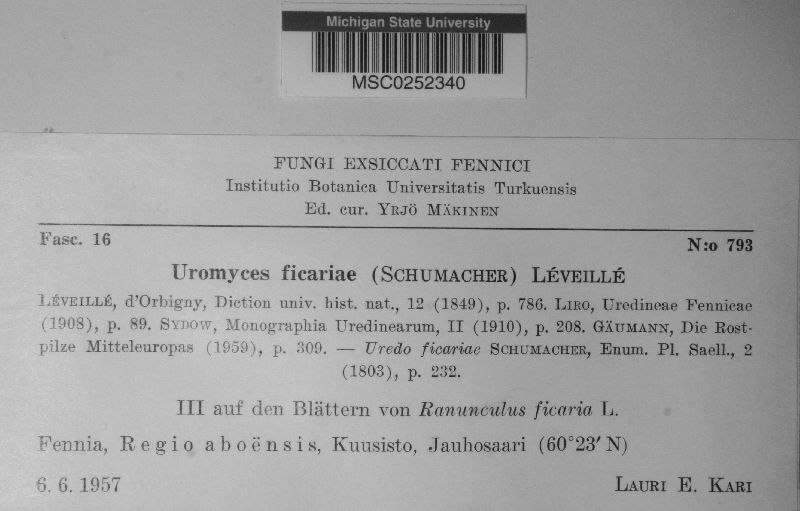 Michigan State University
MSC0252340
FUNGI EXSICCATI FENNICI
Institutio Botanica Universitatis Turkuensis
Ed. cur. YRJÖ MÄKINEN
Fasc. 16 N:o 793
Uromyces ficariae (SCHUMACHER) LÉVEILLÉ
LÉVEILLÉ, d'Orbigny, Diction univ. hist. nat., 12 (1849), p. 786. LIRO, Uredineae Fennicae
(1908), p. 89. SYDOW, Monographia Uredinearum, II (1910), p. 208. GÄUMANN, Die Rost-
pilze Mitteleuropas (1959), p. 309. — Uredo ficariae SCHUMACHER, Enum. Pl. Saell., 2
(1803), p. 232.
III auf den Blättern von Ranunculus ficaria L.
Fennia, Regio aboënsis, Kuusisto, Jauhosaari (60°23′ N)
6. 6. 1957 LAURI E. KARI